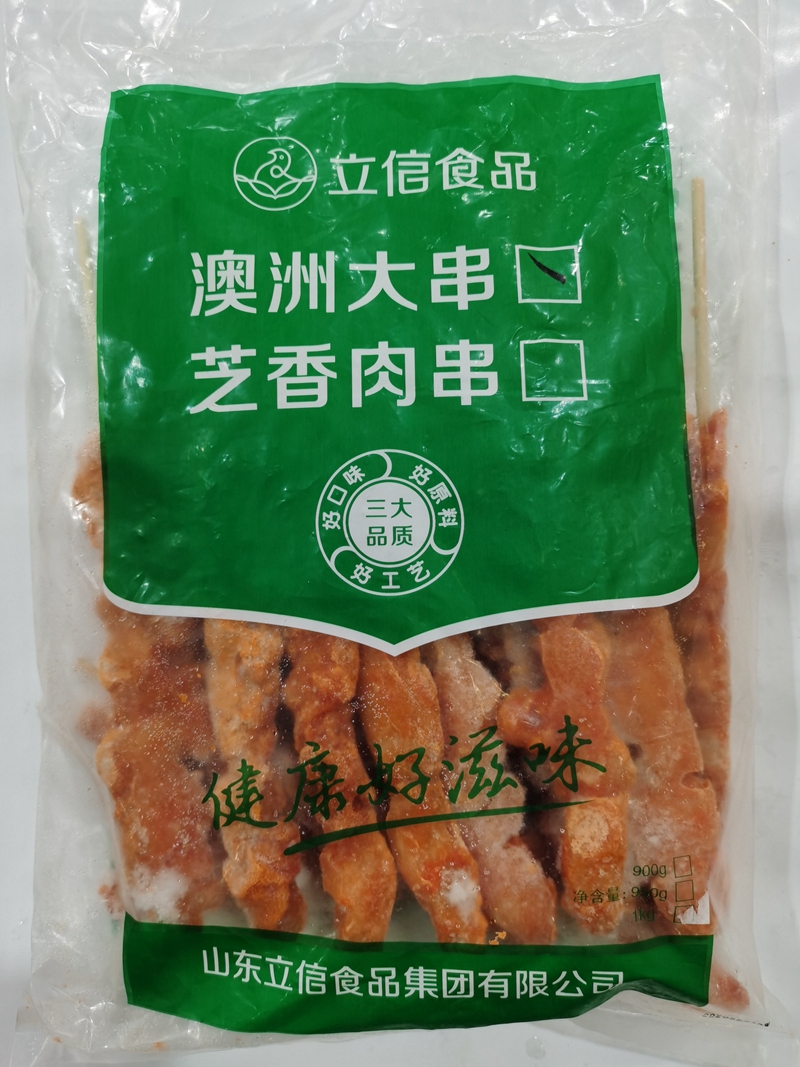 立信食品
澳洲大串
芝香肉串
好口味
好原料
三大
品质
好工艺
健康好滋味
900g
净含量: 950g
1kg
山东立信食品集团有限公司